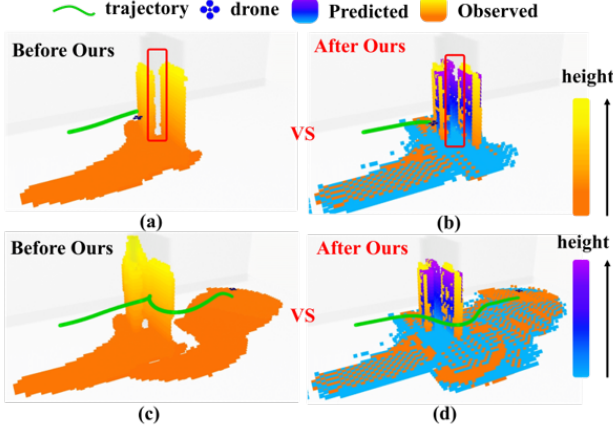 trajectory drone Predicted Observed
Before Ours
After Ours
height
VS
(a)
(b)
Before Ours
After Ours
height
VS
(c)
(d)